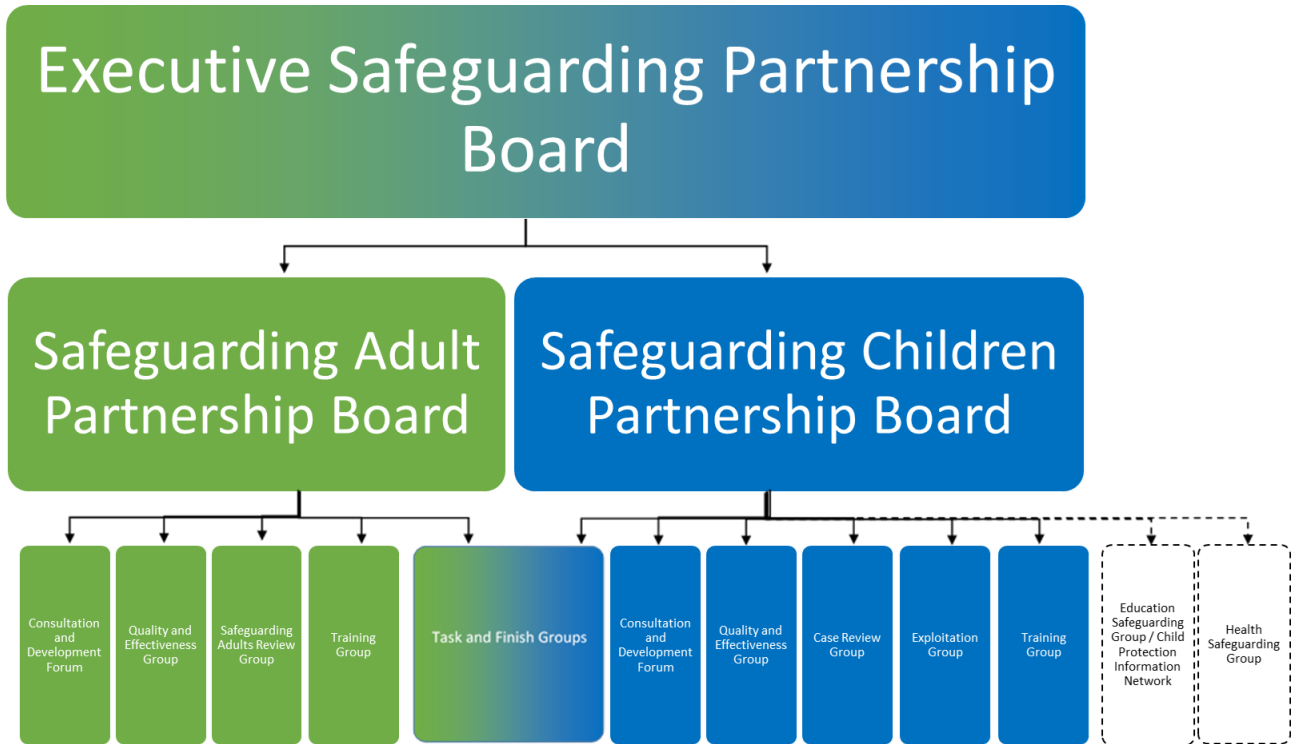 Executive Safeguarding Partnership
Board
Safeguarding Adult
Partnership Board
Safeguarding Children
Partnership Board
Consultation
and
Development
Forum
Quality and
Effectiveness
Group
Safeguarding
Adults Review
Group
Training
Group
Task and Finish Groups
Consultation
and
Development
Forum
Quality and
Effectiveness
Group
Case Review
Group
Exploitation
Group
Training
Group
Education
Safeguarding
Group / Child
Protection
Information
Network
Health
Safeguarding
Group